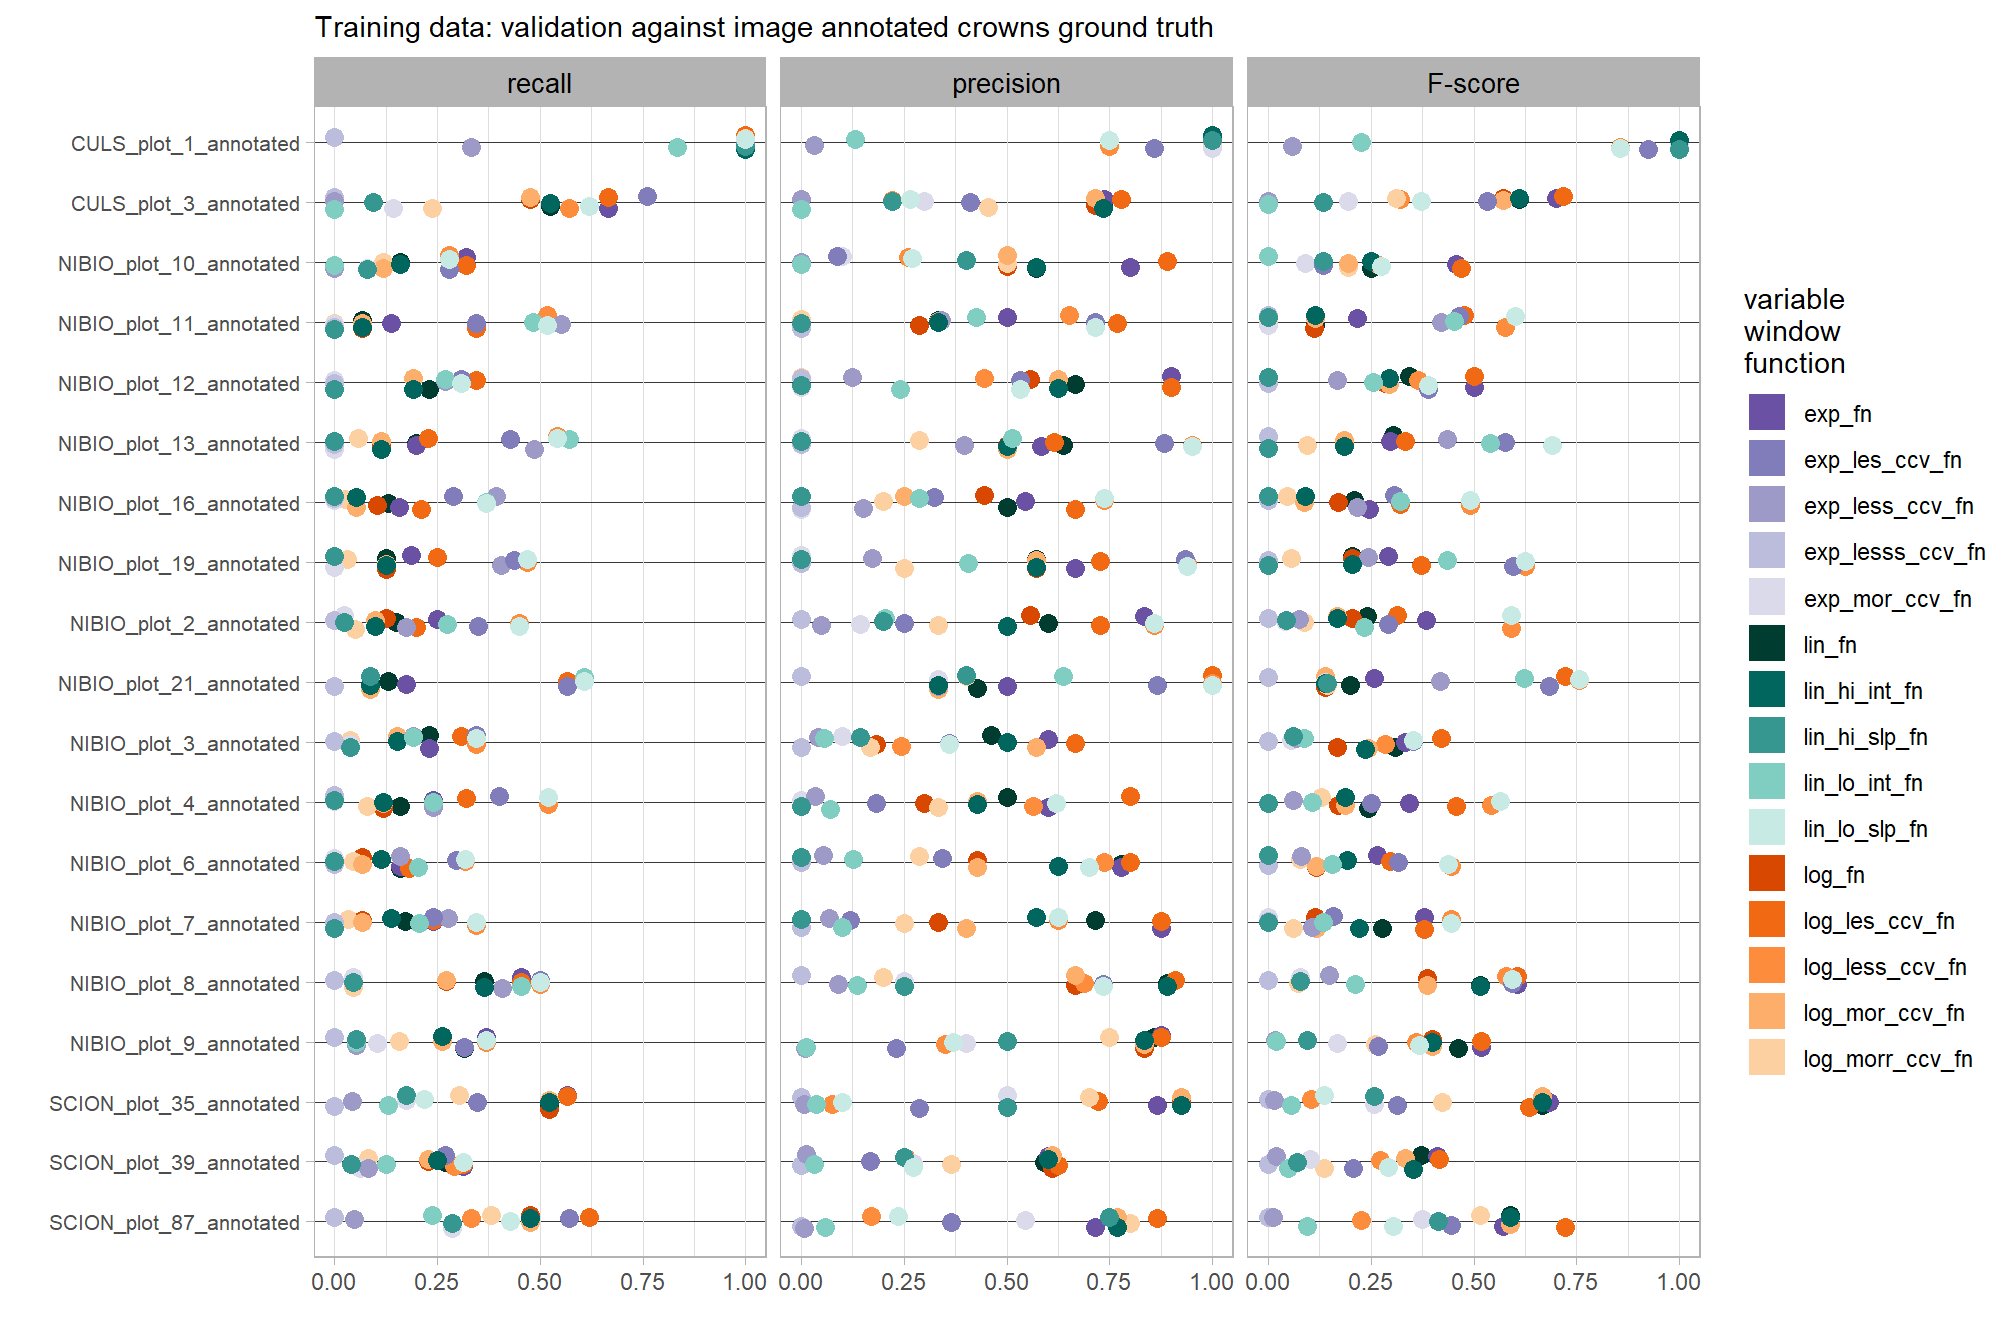 Training data: validation against image annotated crowns ground truth
recall
precision
F-score
CULS_plot_1_annotated
CULS_plot_3_annotated
NIBIO_plot_10_annotated
NIBIO_plot_11_annotated
NIBIO_plot_12_annotated
NIBIO_plot_13_annotated
NIBIO_plot_16_annotated
NIBIO_plot_19_annotated
NIBIO_plot_2_annotated
NIBIO_plot_21_annotated
NIBIO_plot_3_annotated
NIBIO_plot_4_annotated
NIBIO_plot_6_annotated
NIBIO_plot_7_annotated
NIBIO_plot_8_annotated
NIBIO_plot_9_annotated
SCION_plot_35_annotated
SCION_plot_39_annotated
SCION_plot_87_annotated
0.00 0.25 0.50 0.75 1.00
0.00 0.25 0.50 0.75 1.00
0.00 0.25 0.50 0.75 1.00
variable
window
function
exp_fn
exp_les_ccv_fn
exp_less_ccv_fn
exp_lesss_ccv_fn
exp_mor_ccv_fn
lin_fn
lin_hi_int_fn
lin_hi_slp_fn
lin_lo_int_fn
lin_lo_slp_fn
log_fn
log_les_ccv_fn
log_less_ccv_fn
log_mor_ccv_fn
log_morr_ccv_fn